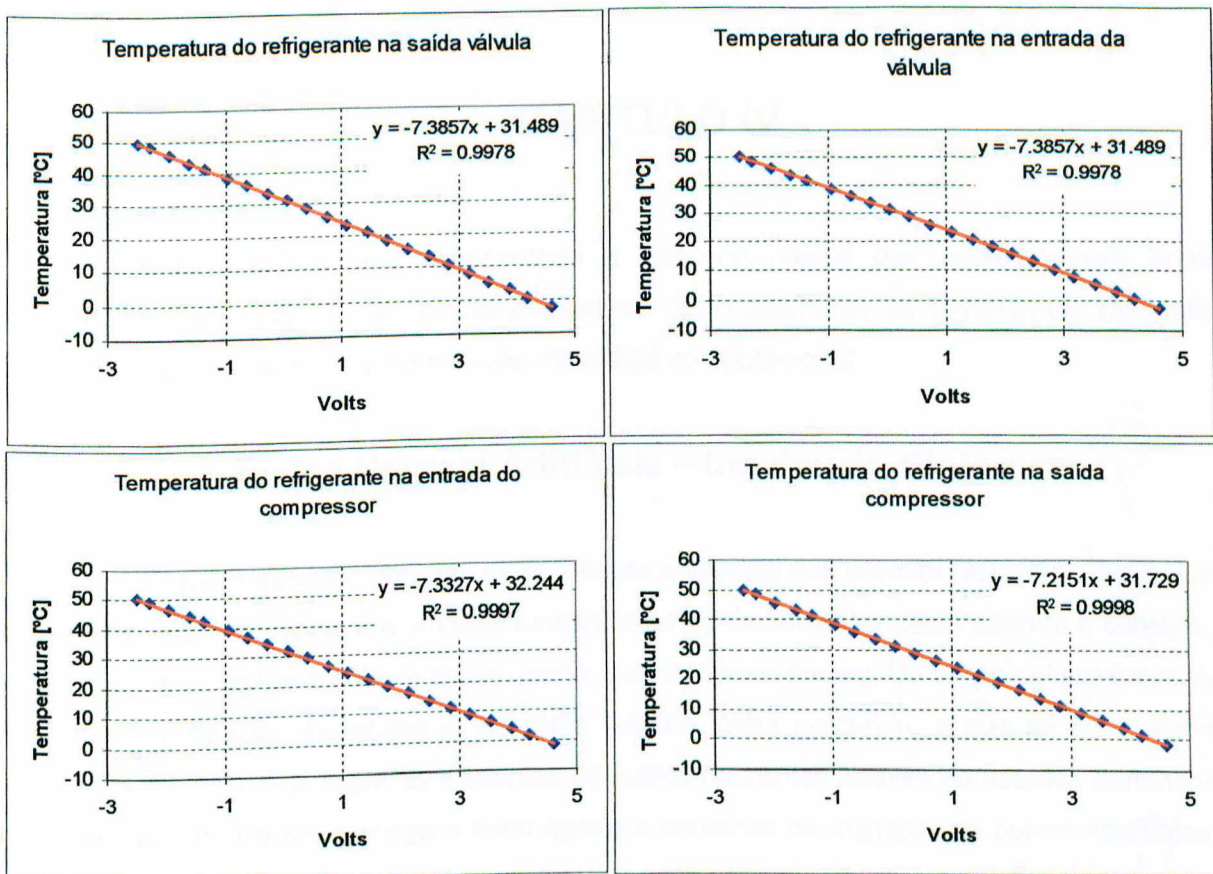 Temperatura do refrigerante na saída válvula
60
50
40
30
20
10
0
-10
-3
-1
1
3
5
Temperatura [ºC]
Volts
y = -7.3857x + 31.489
R² = 0.9978
Temperatura do refrigerante na entrada da
válvula
60
50
40
30
20
10
0
-10
-3
-1
1
3
5
Temperatura [ºC]
Volts
y = -7.3857x + 31.489
R² = 0.9978
Temperatura do refrigerante na entrada do
compressor
60
50
40
30
20
10
0
-10
-3
-1
1
3
5
Temperatura [ºC]
Volts
y = -7.3327x + 32.244
R² = 0.9997
Temperatura do refrigerante na saída
compressor
60
50
40
30
20
10
0
-10
-3
-1
1
3
5
Temperatura [ºC]
Volts
y = -7.2151x + 31.729
R² = 0.9998